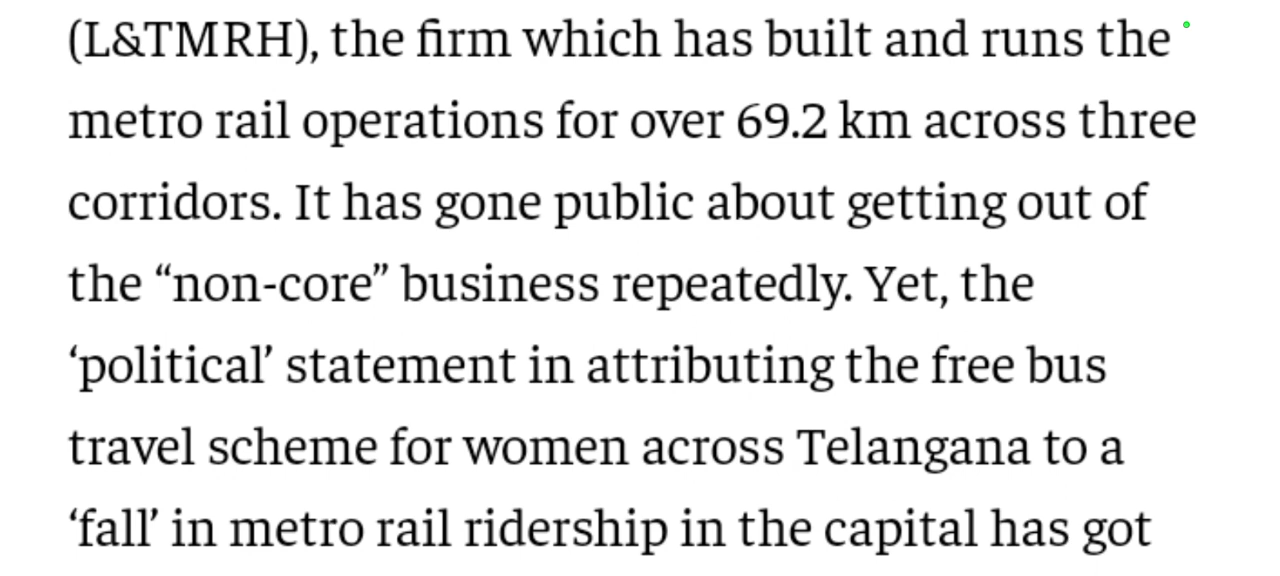 (L&TMRH), the firm which has built and runs the
metro rail operations for over 69.2 km across three
corridors. It has gone public about getting out of
the “non-core” business repeatedly. Yet, the
‘political’ statement in attributing the free bus
travel scheme for women across Telangana to a
‘fall’ in metro rail ridership in the capital has got